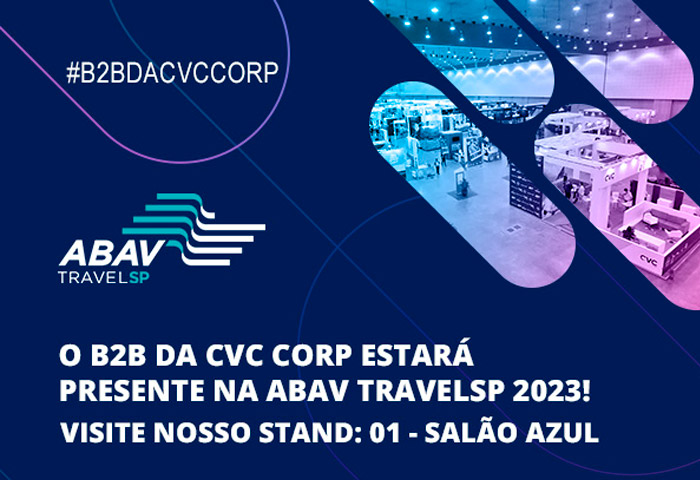 #B2BDACVCCORP
ABAV
TRAVELSP
CVC
CVC
O B2B DA CVC CORP ESTARÁ
PRESENTE NA ABAV TRAVELSP 2023!
VISITE NOSSO STAND: 01 - SALÃO AZUL